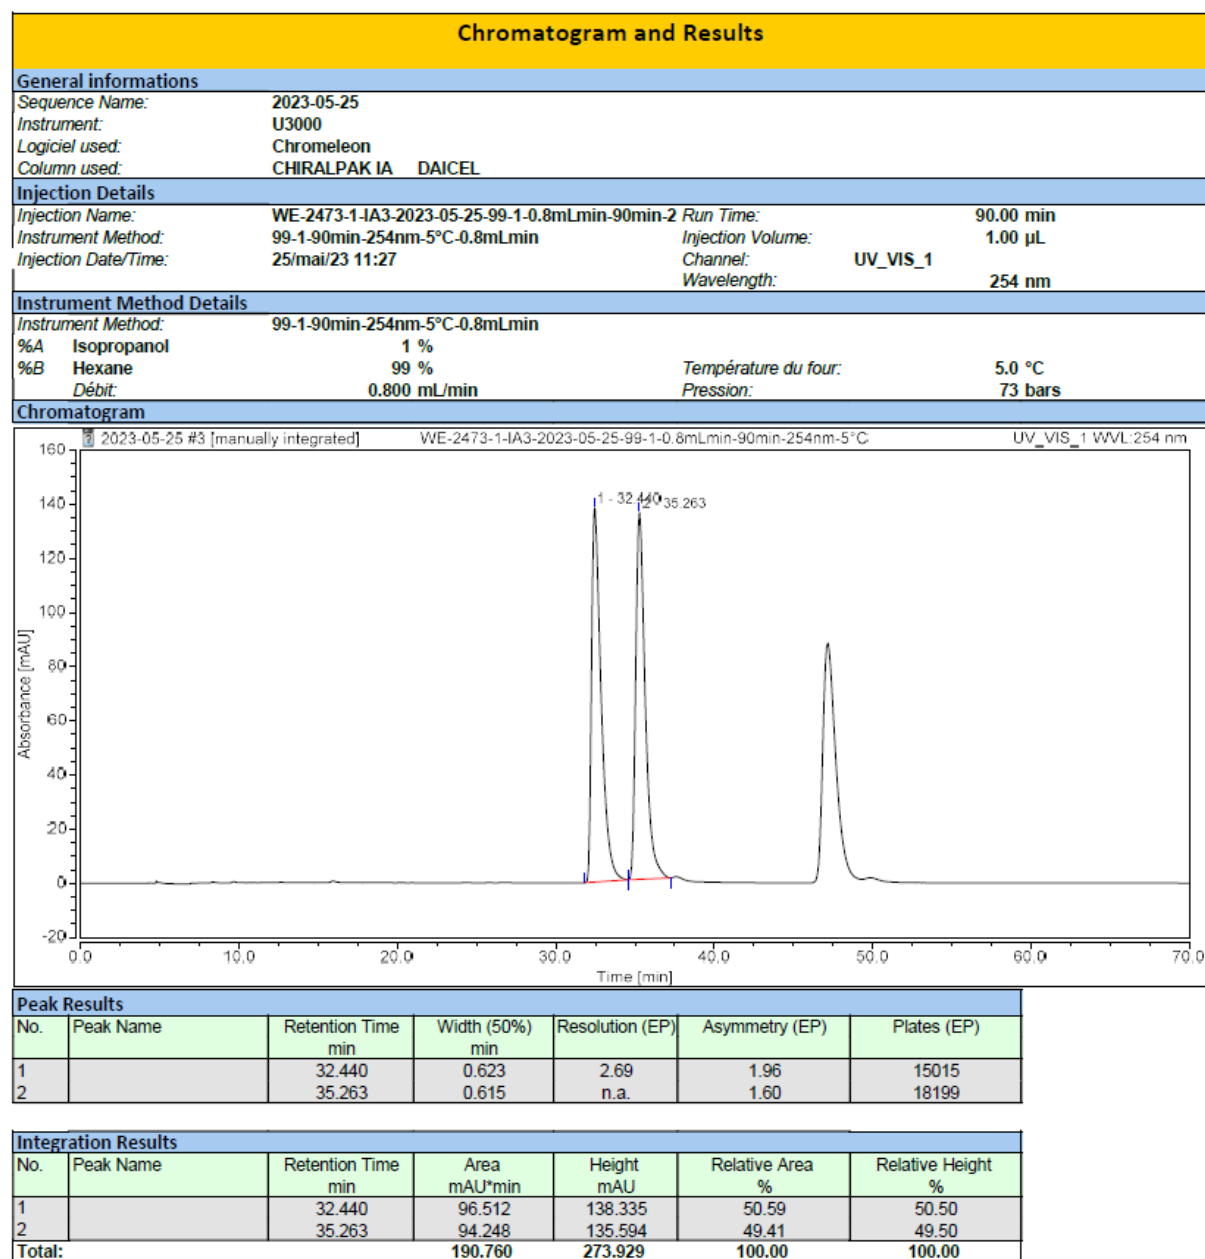 Chromatogram and Results
General informations
Sequence Name: 2023-05-25
Instrument: U3000
Logiciel used: Chromeleon
Column used: CHIRALPAK IA DAICEL
Injection Details
Injection Name: WE-2473-1-IA3-2023-05-25-99-1-0.8mLmin-90min-2 Run Time: 90.00 min
Instrument Method: 99-1-90min-254nm-5°C-0.8mLmin Injection Volume: 1.00 µL
Injection Date/Time: 25/mai/23 11:27 Channel: UV_VIS_1
Wavelength: 254 nm
Instrument Method Details
Instrument Method: 99-1-90min-254nm-5°C-0.8mLmin
%A Isopropanol 1 %
%B Hexane 99 % Température du four: 5.0 °C
Débit: 0.800 mL/min Pression: 73 bars
Chromatogram
2023-05-25 #3 [manually integrated] WE-2473-1-IA3-2023-05-25-99-1-0.8mLmin-90min-254nm-5°C UV_VIS_1 WVL:254 nm
160
140
120
100
80
60
40
20
0
-20
Absorbance [mAU]
1 - 32.440
2 - 35.263
0.0 10.0 20.0 30.0 40.0 50.0 60.0 70.0
Time [min]
Peak Results
No. Peak Name Retention Time Width (50%) Resolution (EP) Asymmetry (EP) Plates (EP)
min min
1 32.440 0.623 2.69 1.96 15015
2 35.263 0.615 n.a. 1.60 18199
Integration Results
No. Peak Name Retention Time Area Height Relative Area Relative Height
min mAU*min mAU % %
1 32.440 96.512 138.335 50.59 50.50
2 35.263 94.248 135.594 49.41 49.50
Total: 190.760 273.929 100.00 100.00